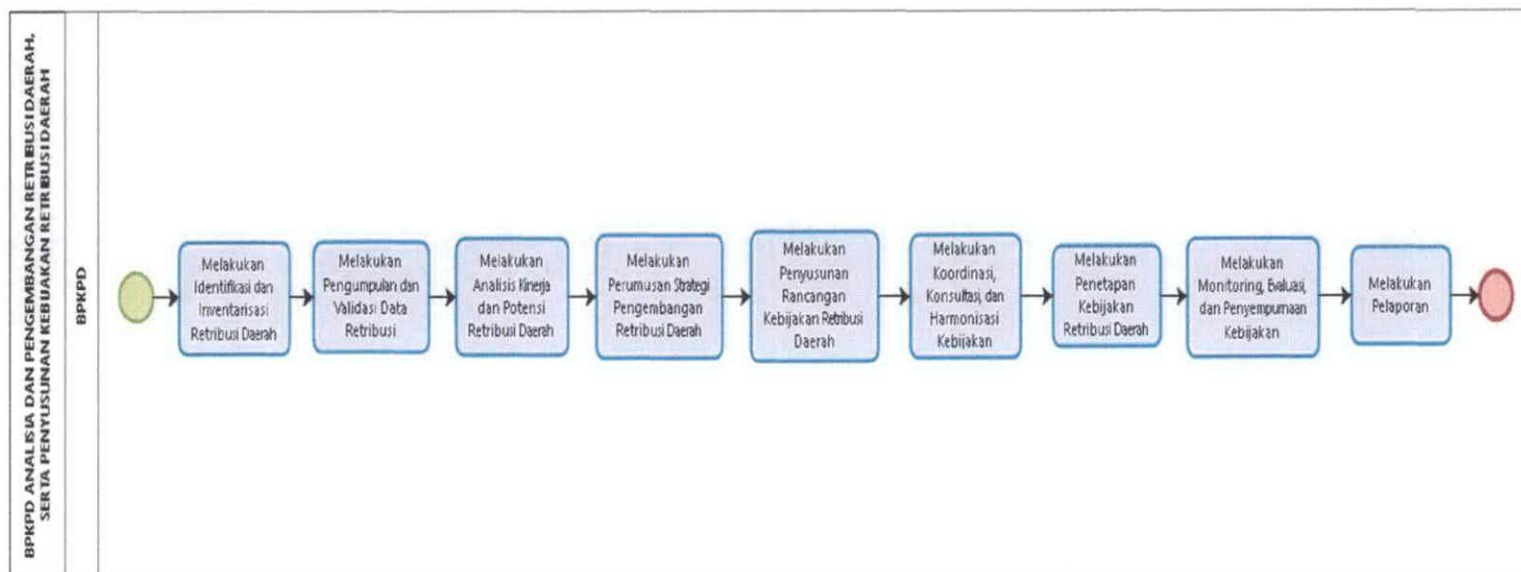 BPKPD ANALISIA DAN PENGEMBANGAN RETRIBUSI DAERAH,
SERTA PENYUSUNAN KEBIJAKAN RETRIBUSI DAERAH
BPKPD
Melakukan
Identifikasi dan
Inventarisasi
Retribusi Daerah
Melakukan
Pengumpulan dan
Validasi Data
Retribusi
Melakukan
Analisis Kinerja
dan Potensi
Retribusi Daerah
Melakukan
Perumusan Strategi
Pengembangan
Retribusi Daerah
Melakukan
Penyusunan
Rancangan
Kebijakan Retribusi
Daerah
Melakukan
Koordinasi,
Konsultasi, dan
Harmonisasi
Kebijakan
Melakukan
Penetapan
Kebijakan
Retribusi Daerah
Melakukan
Monitoring, Evaluasi,
dan Penyempurnaan
Kebijakan
Melakukan
Pelaporan